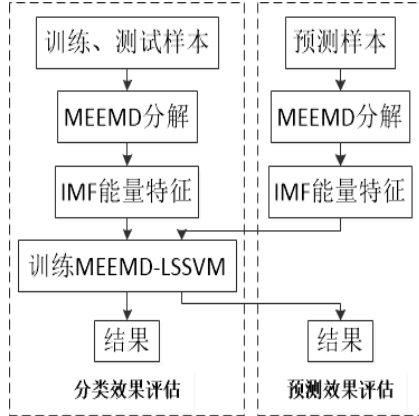 训练、测试样本
MEEMD分解
IMF能量特征
训练MEEMD-LSSVM
结果
分类效果评估
预测样本
MEEMD分解
IMF能量特征
结果
预测效果评估